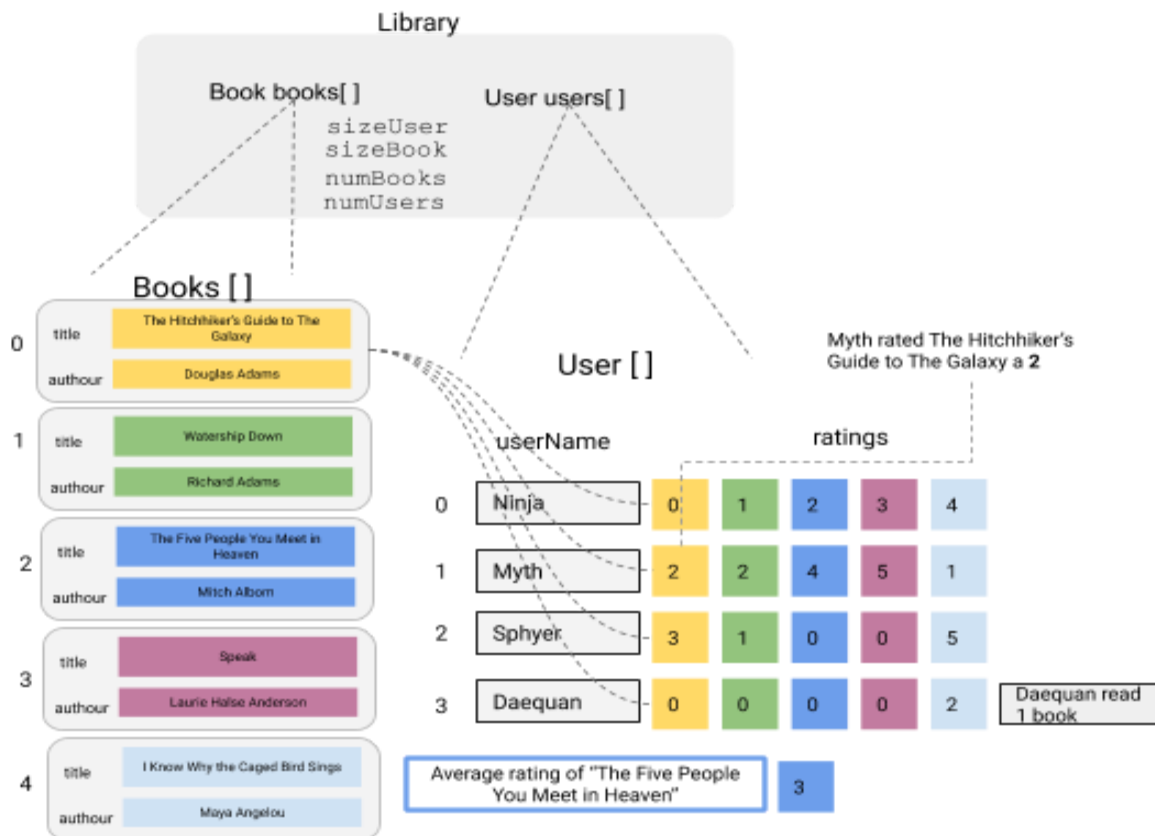 Library
Book books[ ]
User users[ ]
sizeUser
sizeBook
numBooks
numUsers
Books [ ]
0
title
The Hitchhiker's Guide to The
Galaxy
authour
Douglas Adams
1
title
Watership Down
authour
Richard Adams
2
title
The Five People You Meet in
Heaven
authour
Mitch Albom
3
title
Speak
authour
Laurie Halse Anderson
4
title
I Know Why the Caged Bird Sings
authour
Maya Angelou
User [ ]
Myth rated The Hitchhiker's
Guide to The Galaxy a 2
userName
ratings
0 Ninja 0 1 2 3 4
1 Myth 2 2 4 5 1
2 Sphyer 3 1 0 0 5
3 Daequan 0 0 0 0 2
Daequan read
1 book
Average rating of "The Five People
You Meet in Heaven"
3